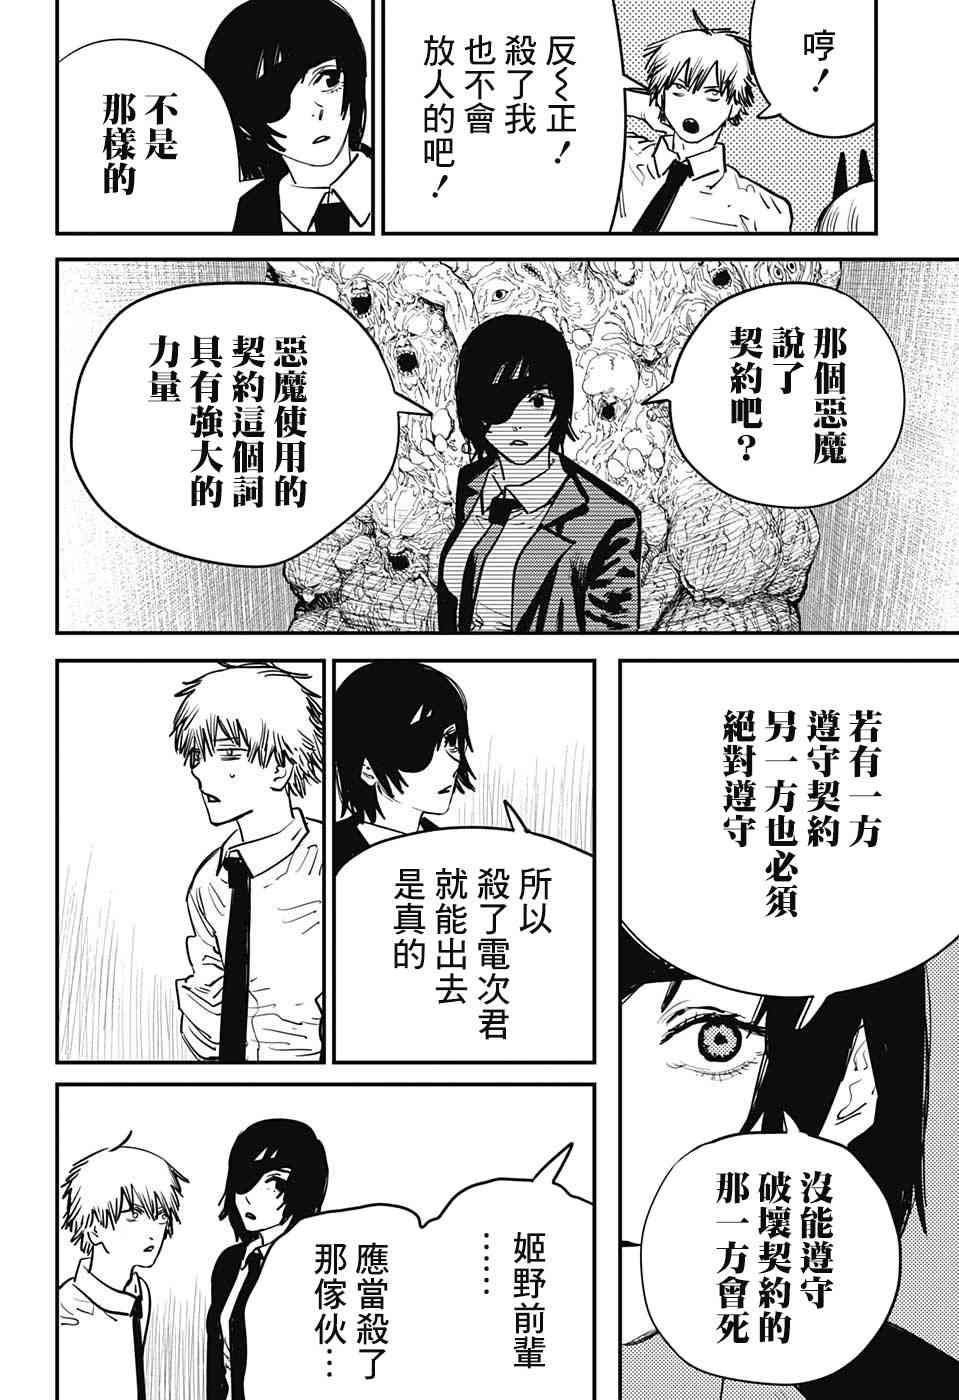 哼！
反～正！
殺了我
也不會
放人的吧！
不是
那樣的
那個惡魔
說了
契約吧？
惡魔使用的
契約這個詞
具有強大的
力量
若有一方
遵守契約
另一方也必須
絕對遵守
沒能遵守
破壞契約的
那一方會死
所以
殺了電次君
就能出去
是真的
姬野前輩
⋯⋯
應當殺了
那傢伙⋯